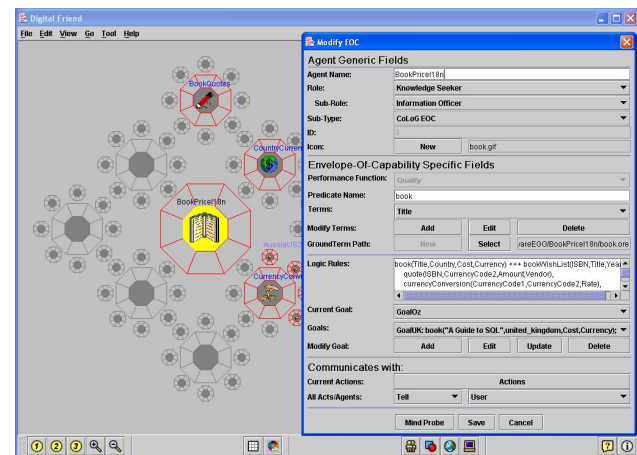 Digital Friend
File Edit View Go Tool Help
BookQuotes
CountryCurren
BookPriceI18n
AussieUB2
CurrencyConv
Modify EOC
Agent Generic Fields
Agent Name: BookPriceI18n
Role: Knowledge Seeker
Sub-Role: Information Officer
Sub-Type: CoLoG EOC
ID: 3
Icon: New book.gif
Envelope-Of-Capability Specific Fields
Performance Function: Quality
Predicate Name: book
Terms: Title
Modify Terms: Add Edit Delete
GroundTerm Path: New Select /areEGO/BookPriceI18n/book.ore
Logic Rules: book(Title,Country,Cost,Currency) <+++ bookWishList(ISBN,Title,Year
quote(ISBN,CurrencyCode2,Amount,Vendor),
currencyConversion(CurrencyCode1,CurrencyCode2,Rate),
Current Goal: GoalOz
Goals: GoalUK: book("A Guide to SQL",united_kingdom,Cost,Currency);
Modify Goal: Add Edit Update Delete
Communicates with:
Current Actions: Actions
All Acts/Agents: Tell User
Mind Probe Save Cancel
1 2 3